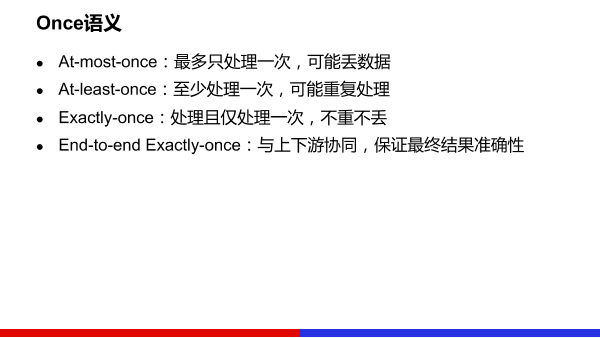 Once语义
● At-most-once：最多只处理一次，可能丢数据
● At-least-once：至少处理一次，可能重复处理
● Exactly-once：处理且仅处理一次，不重不丢
● End-to-end Exactly-once：与上下游协同，保证最终结果准确性